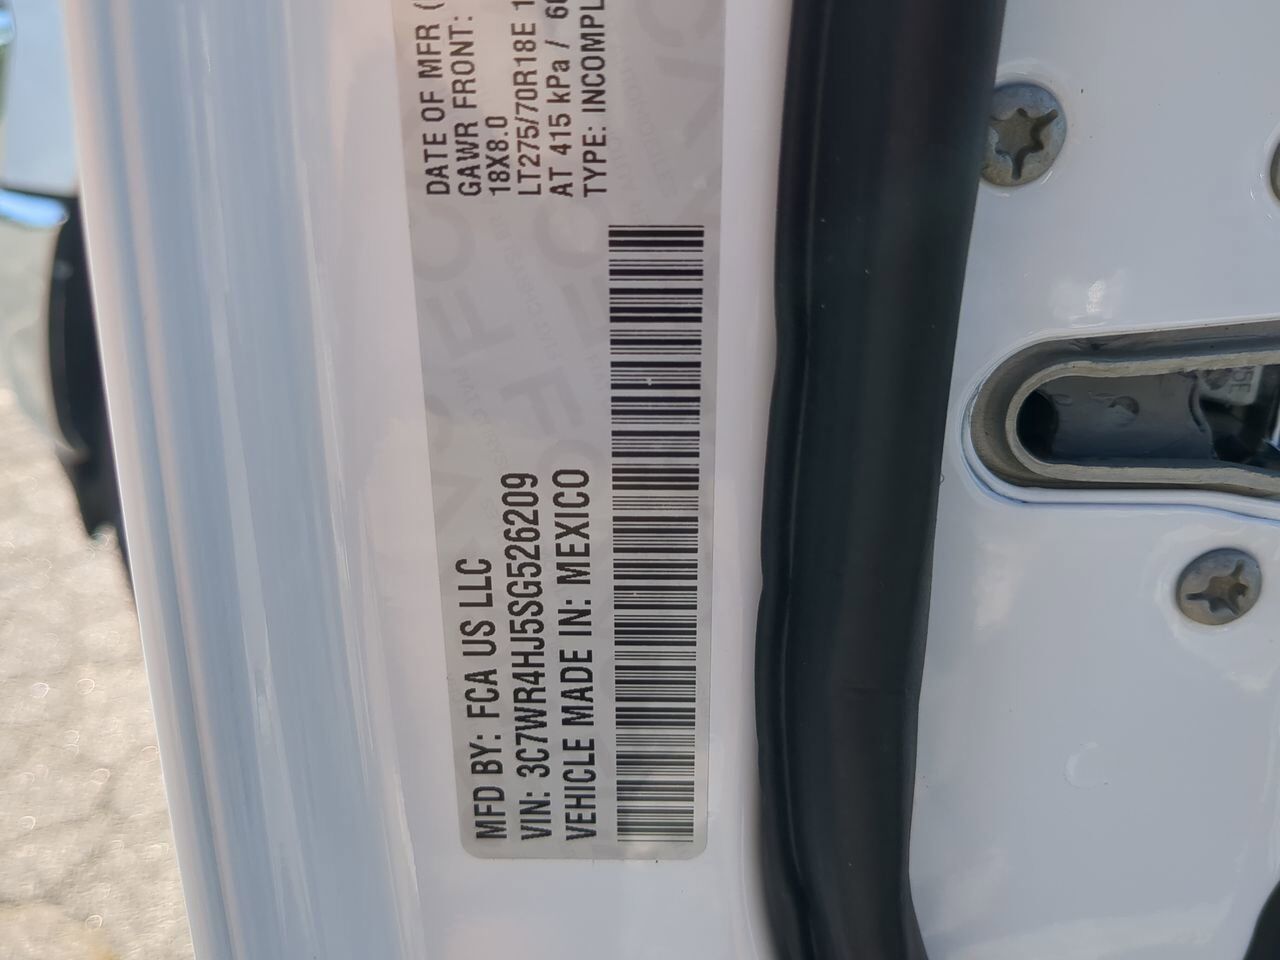 MFD BY: FCA US LLC
VIN: 3C7WR4HJ5SG526209
VEHICLE MADE IN: MEXICO
DATE OF MFR (
GAWR FRONT:
18X8.0
LT275/70R18E
AT 415 kPa /
TYPE: